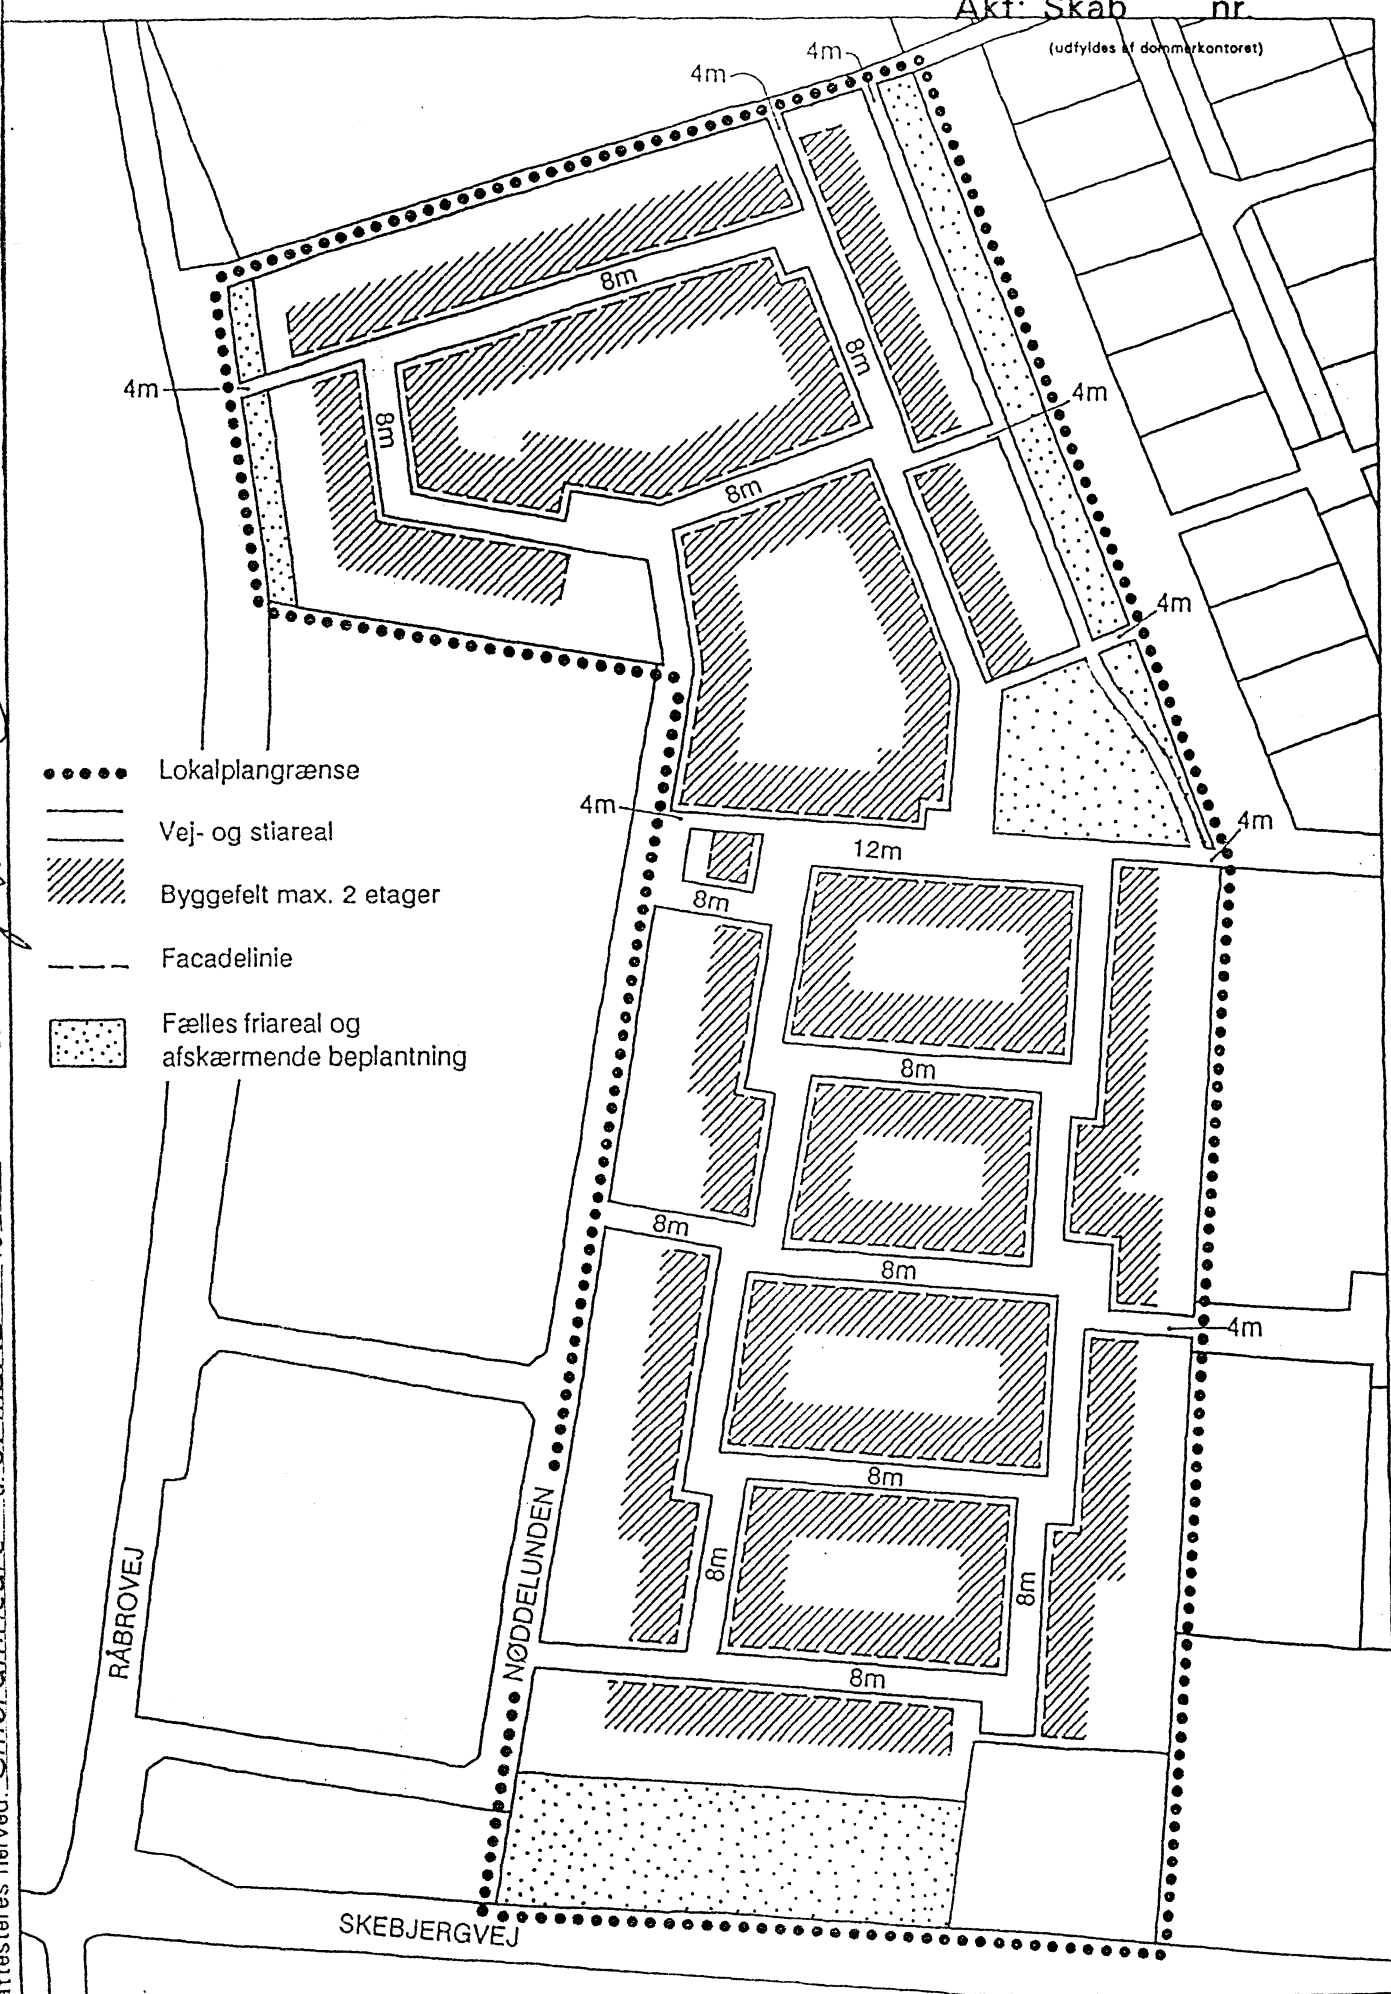 Akt: Skab nr.
(udfyldes af dommerkontoret)
4m
4m
8m
8m
4m
4m
8m
8m
4m
Lokalplangrænse
4m
4m
Vej- og stiareal
12m
Byggefelt max. 2 etager
8m
Facadelinie
Fælles friareal og
afskærmende beplantning
8m
8m
8m
4m
8m
NØDDELUNDEN
RÅBROVEJ
8m
8m
8m
SKEBJERGVEJ